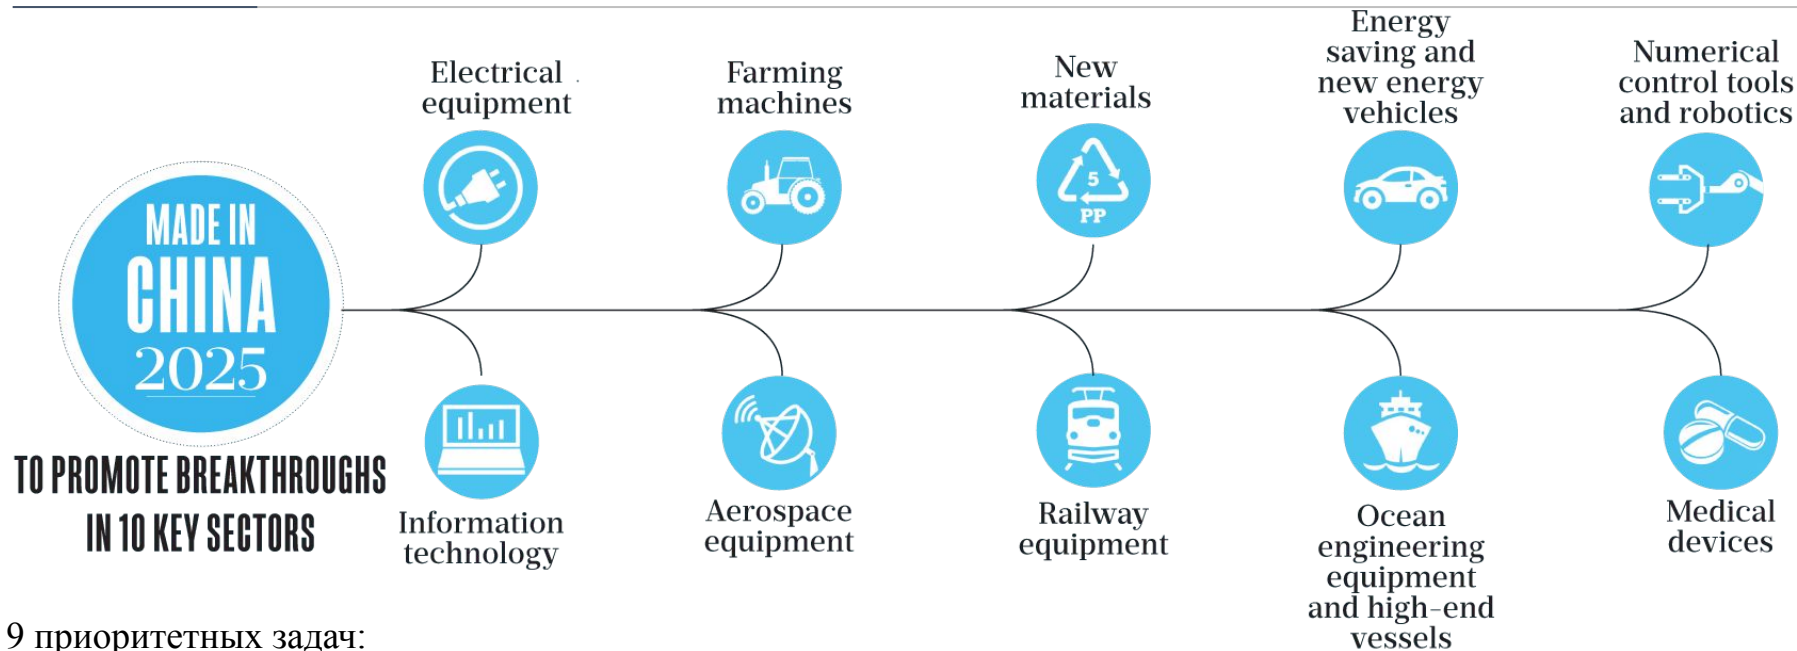 MADE IN
CHINA
2025
TO PROMOTE BREAKTHROUGHS
IN 10 KEY SECTORS
Electrical
equipment
Farming
machines
New
materials
5
PP
Energy
saving and
new energy
vehicles
Numerical
control tools
and robotics
Information
technology
Aerospace
equipment
Railway
equipment
Ocean
engineering
equipment
and high-end
vessels
Medical
devices
9 приоритетных задач: